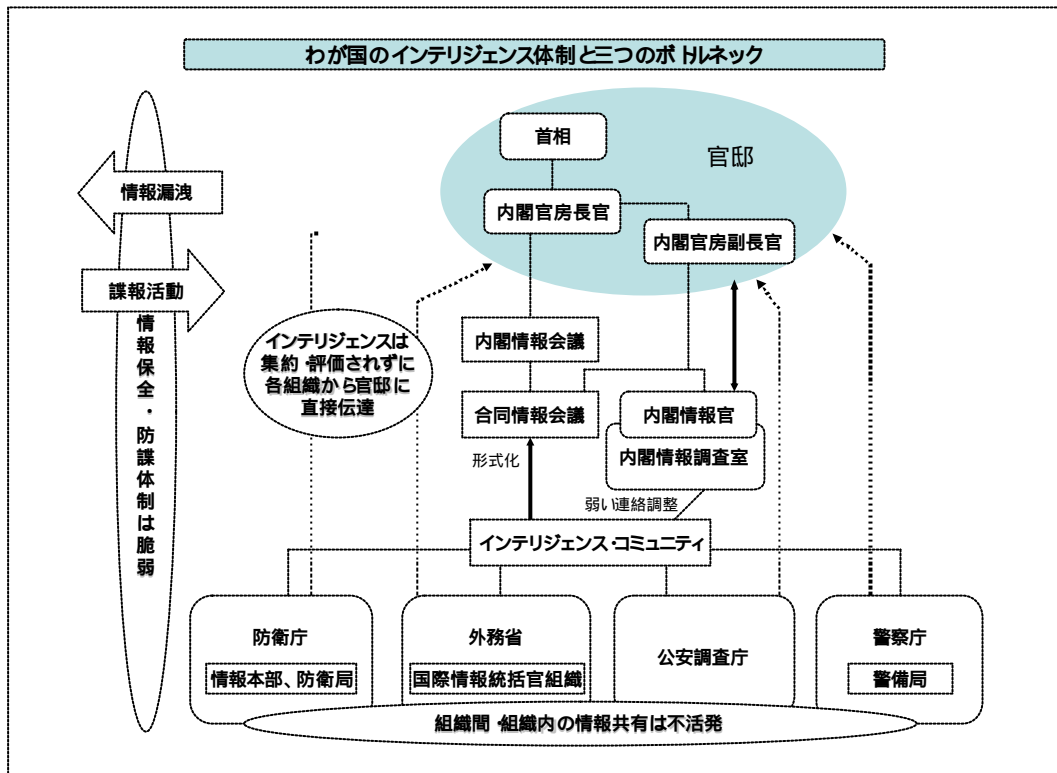 わが国のインテリジェンス体制と三つのボトルネック
首相
官邸
情報漏洩
内閣官房長官
内閣官房副長官
諜報活動
情報保全・防諜体制は脆弱
インテリジェンスは
集約・評価されずに
各組織から官邸に
直接伝達
内閣情報会議
合同情報会議
内閣情報官
内閣情報調査室
形式化
弱い連絡調整
インテリジェンス・コミュニティ
防衛庁
情報本部、防衛局
外務省
国際情報統括官組織
公安調査庁
警察庁
警備局
組織間・組織内の情報共有は不活発